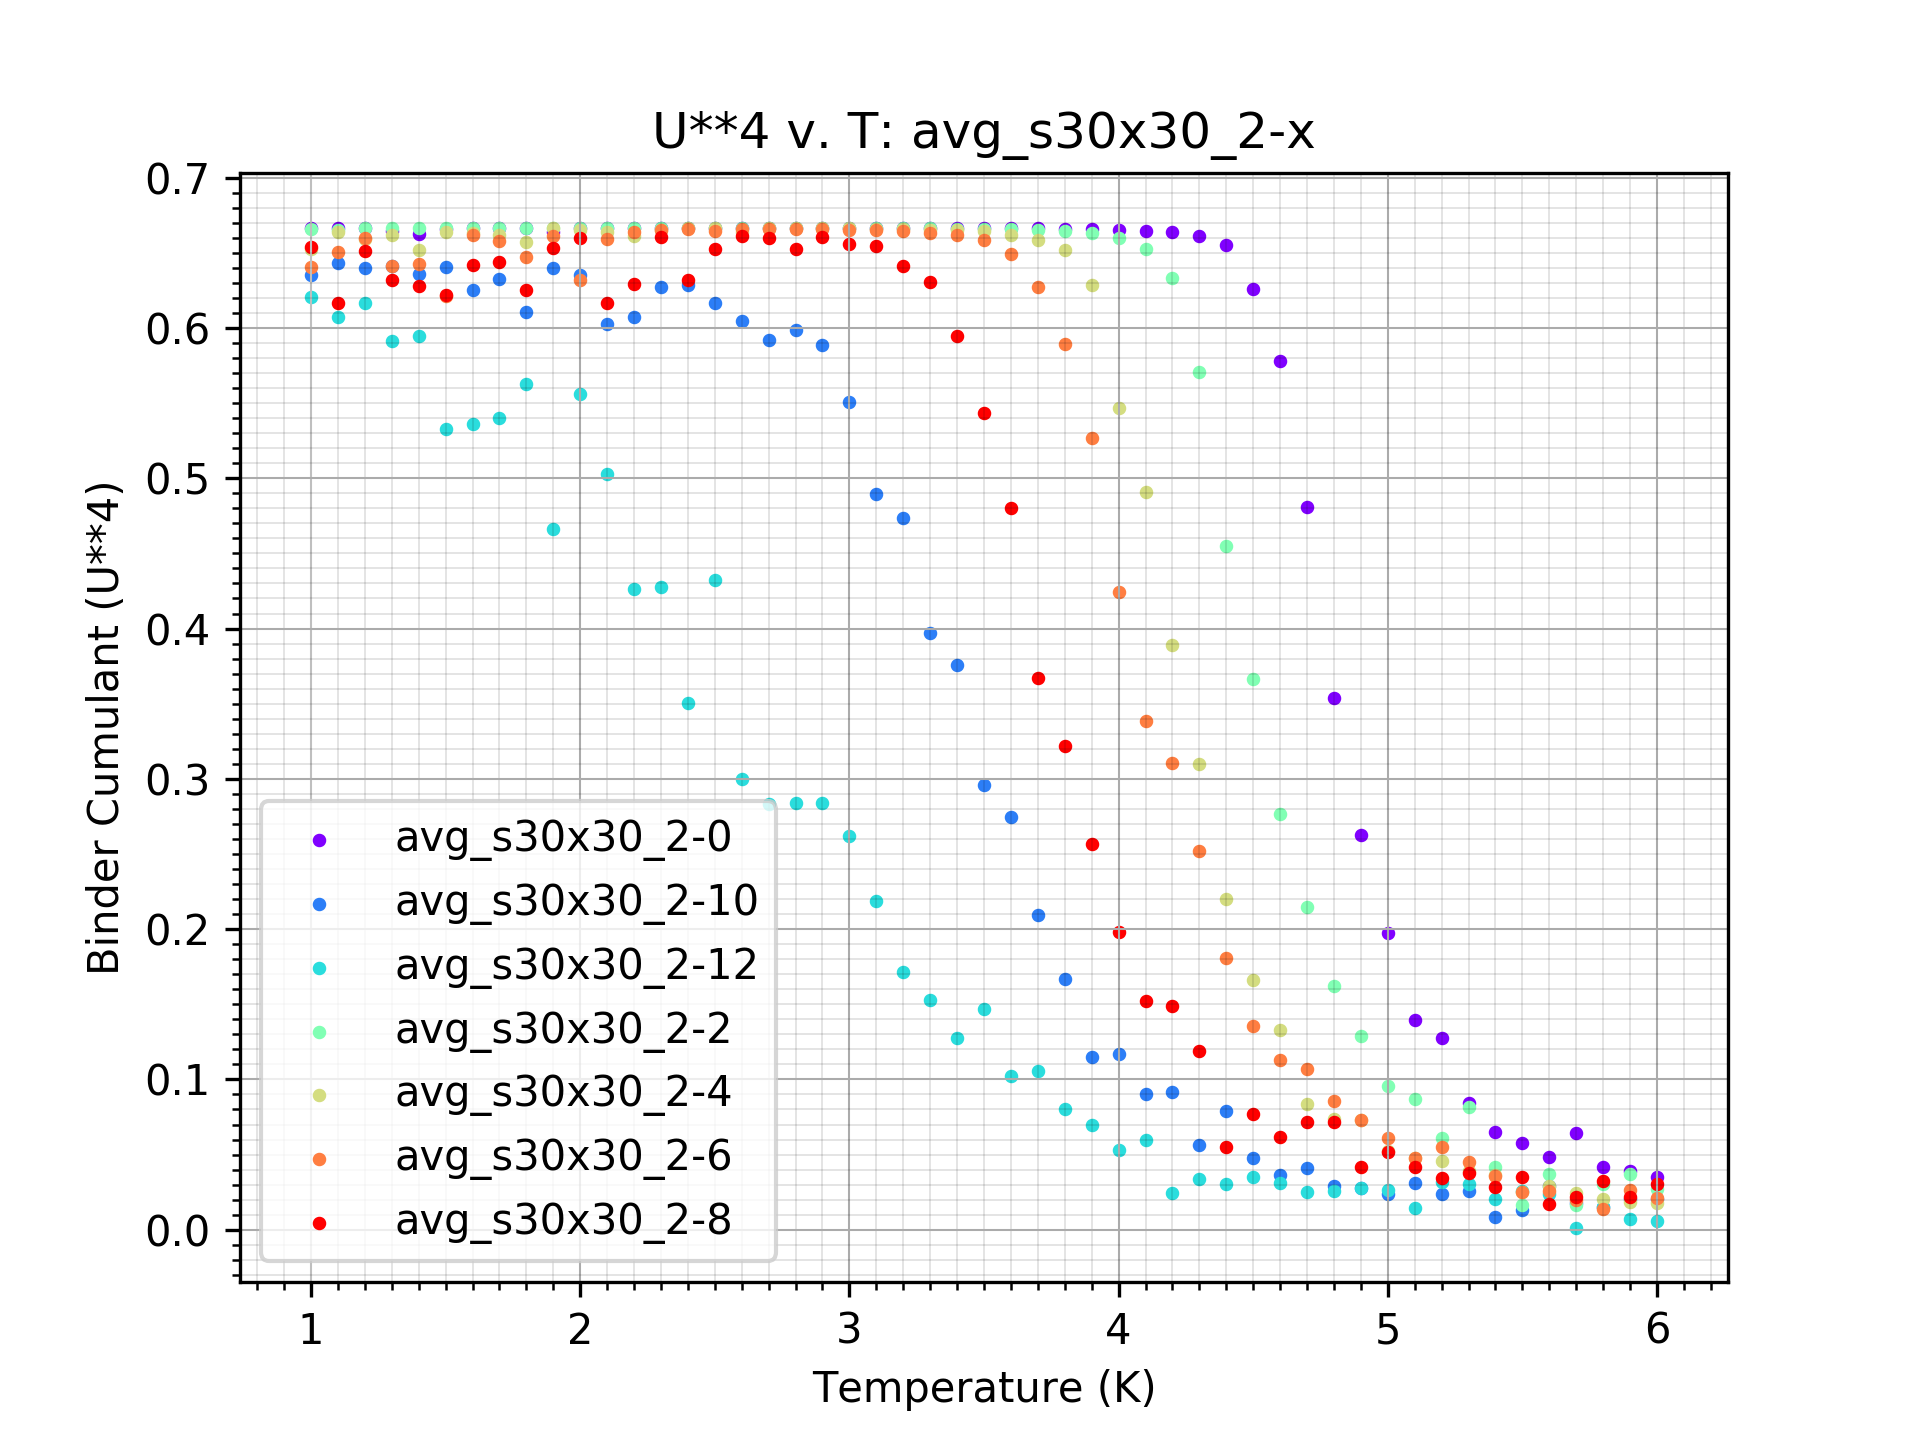 U**4 v. T: avg_s30x30_2-x
0.7
0.6
0.5
0.4
0.3
0.2
0.1
0.0
Binder Cumulant (U**4)
avg_s30x30_2-0
avg_s30x30_2-10
avg_s30x30_2-12
avg_s30x30_2-2
avg_s30x30_2-4
avg_s30x30_2-6
avg_s30x30_2-8
1 2 3 4 5 6
Temperature (K)